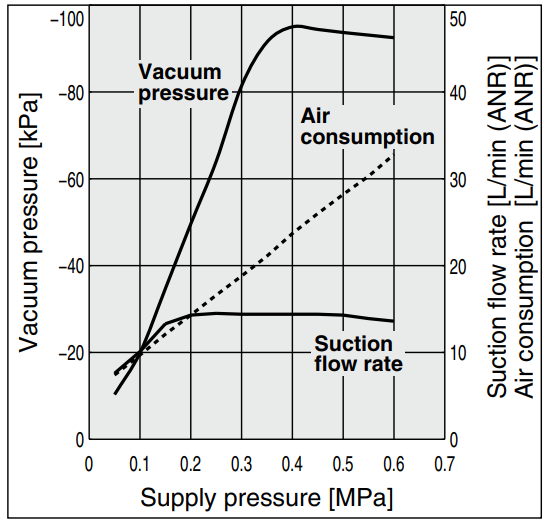 −100
−80
−60
−40
−20
0
Vacuum pressure [kPa]
Vacuum
pressure
Air
consumption
Suction
flow rate
50
40
30
20
10
0
Suction flow rate [L/min (ANR)]
Air consumption [L/min (ANR)]
0 0.1 0.2 0.3 0.4 0.5 0.6 0.7
Supply pressure [MPa]